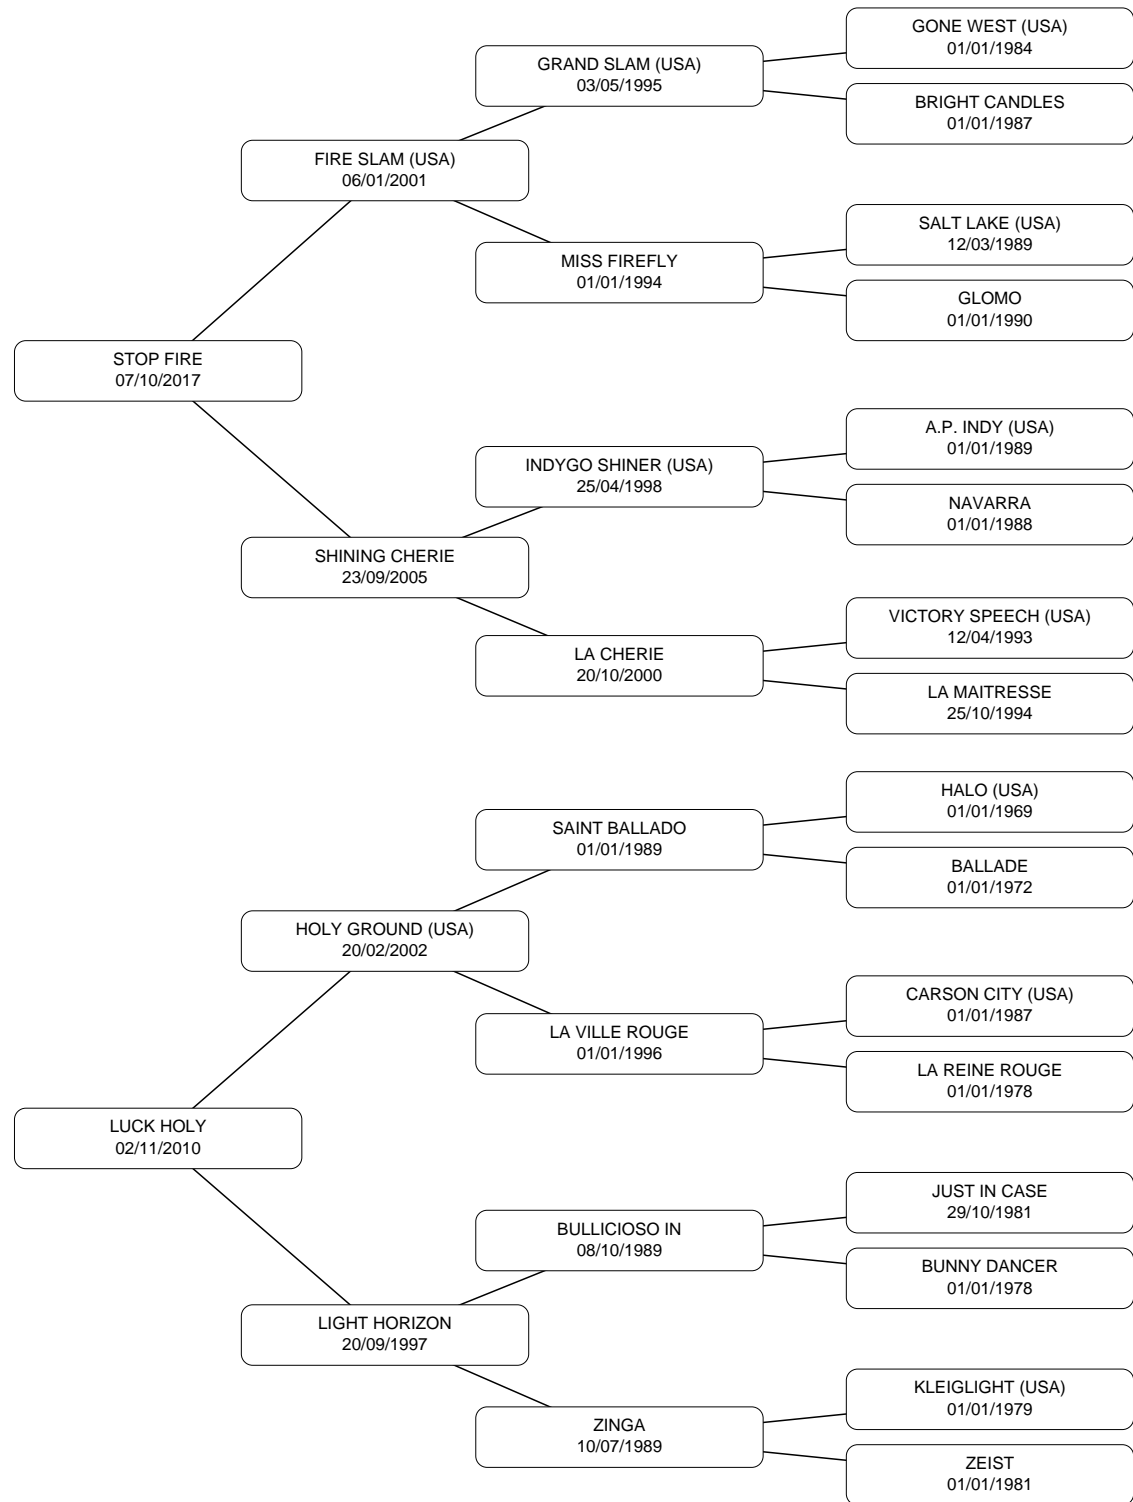 GONE WEST (USA)
01/01/1984
GRAND SLAM (USA)
03/05/1995
BRIGHT CANDLES
01/01/1987
FIRE SLAM (USA)
06/01/2001
SALT LAKE (USA)
12/03/1989
MISS FIREFLY
01/01/1994
GLOMO
01/01/1990
STOP FIRE
07/10/2017
A.P. INDY (USA)
01/01/1989
INDYGO SHINER (USA)
25/04/1998
NAVARRA
01/01/1988
SHINING CHERIE
23/09/2005
VICTORY SPEECH (USA)
12/04/1993
LA CHERIE
20/10/2000
LA MAITRESSE
25/10/1994
HALO (USA)
01/01/1969
SAINT BALLADO
01/01/1989
BALLADE
01/01/1972
HOLY GROUND (USA)
20/02/2002
CARSON CITY (USA)
01/01/1987
LA VILLE ROUGE
01/01/1996
LA REINE ROUGE
01/01/1978
LUCK HOLY
02/11/2010
JUST IN CASE
29/10/1981
BULLICIOSO IN
08/10/1989
BUNNY DANCER
01/01/1978
LIGHT HORIZON
20/09/1997
KLEIGLIGHT (USA)
01/01/1979
ZINGA
10/07/1989
ZEIST
01/01/1981